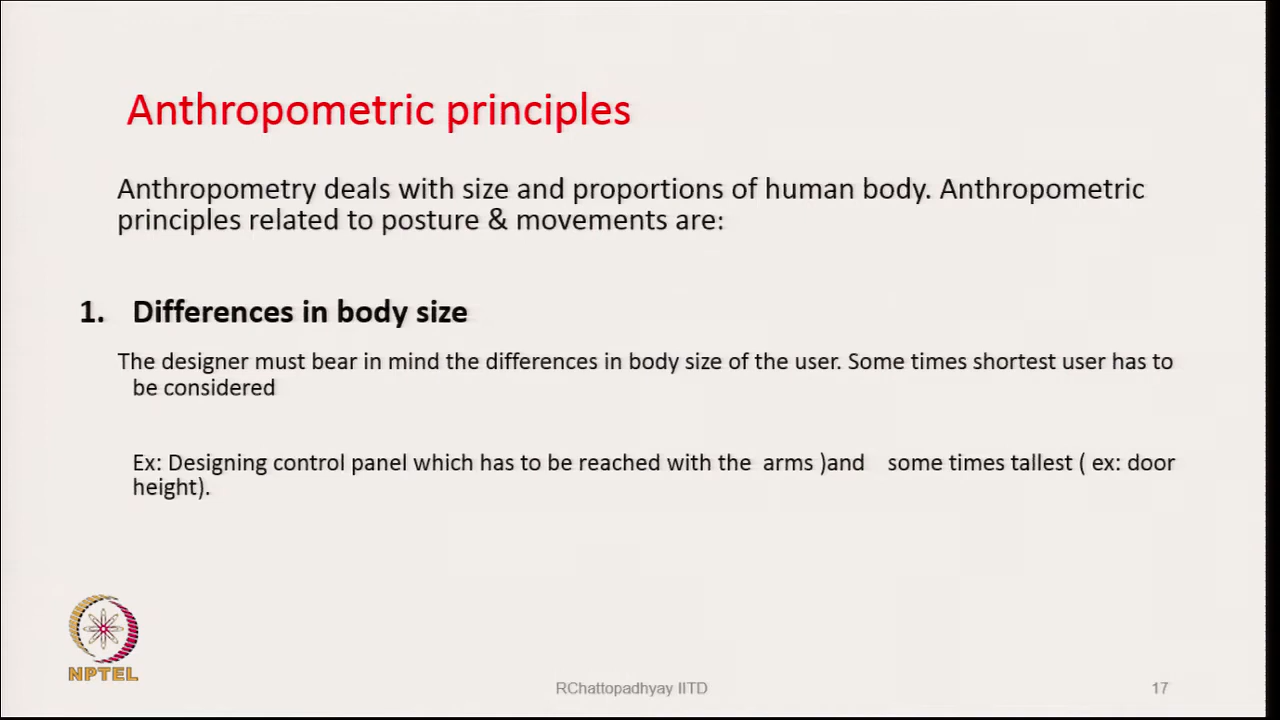 Anthropometric principles
Anthropometry deals with size and proportions of human body. Anthropometric
principles related to posture & movements are:
1. Differences in body size
The designer must bear in mind the differences in body size of the user. Some times shortest user has to
be considered
Ex: Designing control panel which has to be reached with the arms )and some times tallest ( ex: door
height).
NPTEL
RChattopadhyay IITD
17